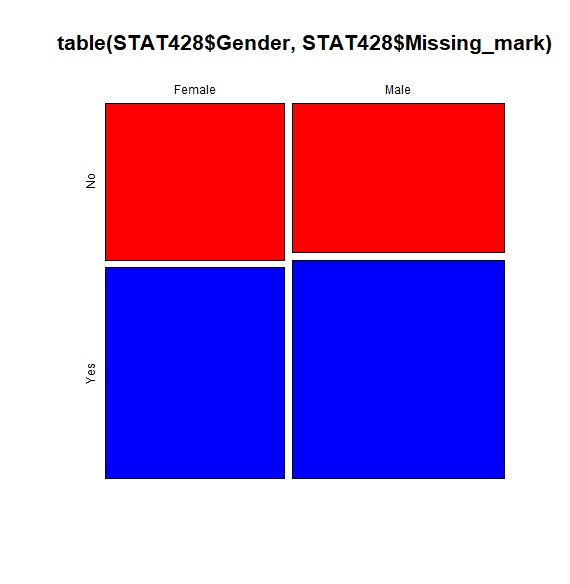 table(STAT428$Gender, STAT428$Missing_mark)
Female Male
No
Yes